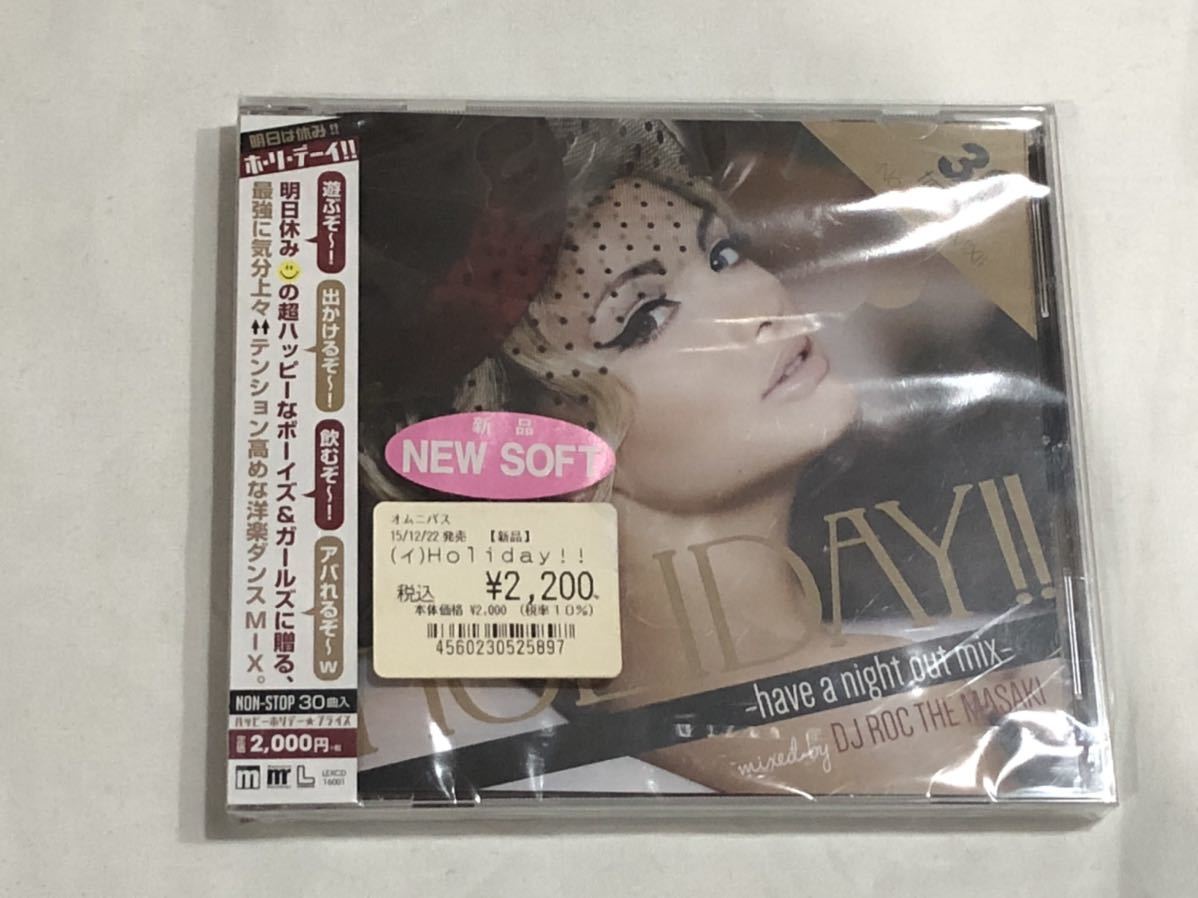 明日は休み!!
ホ・リ・デーイ!!
遊ぶぞ〜!
出かけるぞ〜!
飲むぞ〜!
アバれるぞ〜w
明日休みの超ハッピーなボーイズ&ガールズに贈る、
最強に気分上々⬆⬆テンション高めな洋楽ダンスMIX。
NON-STOP 30曲入
ハッピーホリデー★プライス
定価 2,000円+税
LEXCD
16001
新品
NEW SOFT
オムニバス
15/12/22発売 【新品】
(イ)Holiday!!
税込 ¥2,200
本体価格 ¥2,000 (税率10%)
4560230525897
HOLIDAY!!
-have a night out mix-
mixed by DJ ROC THE MASAKI